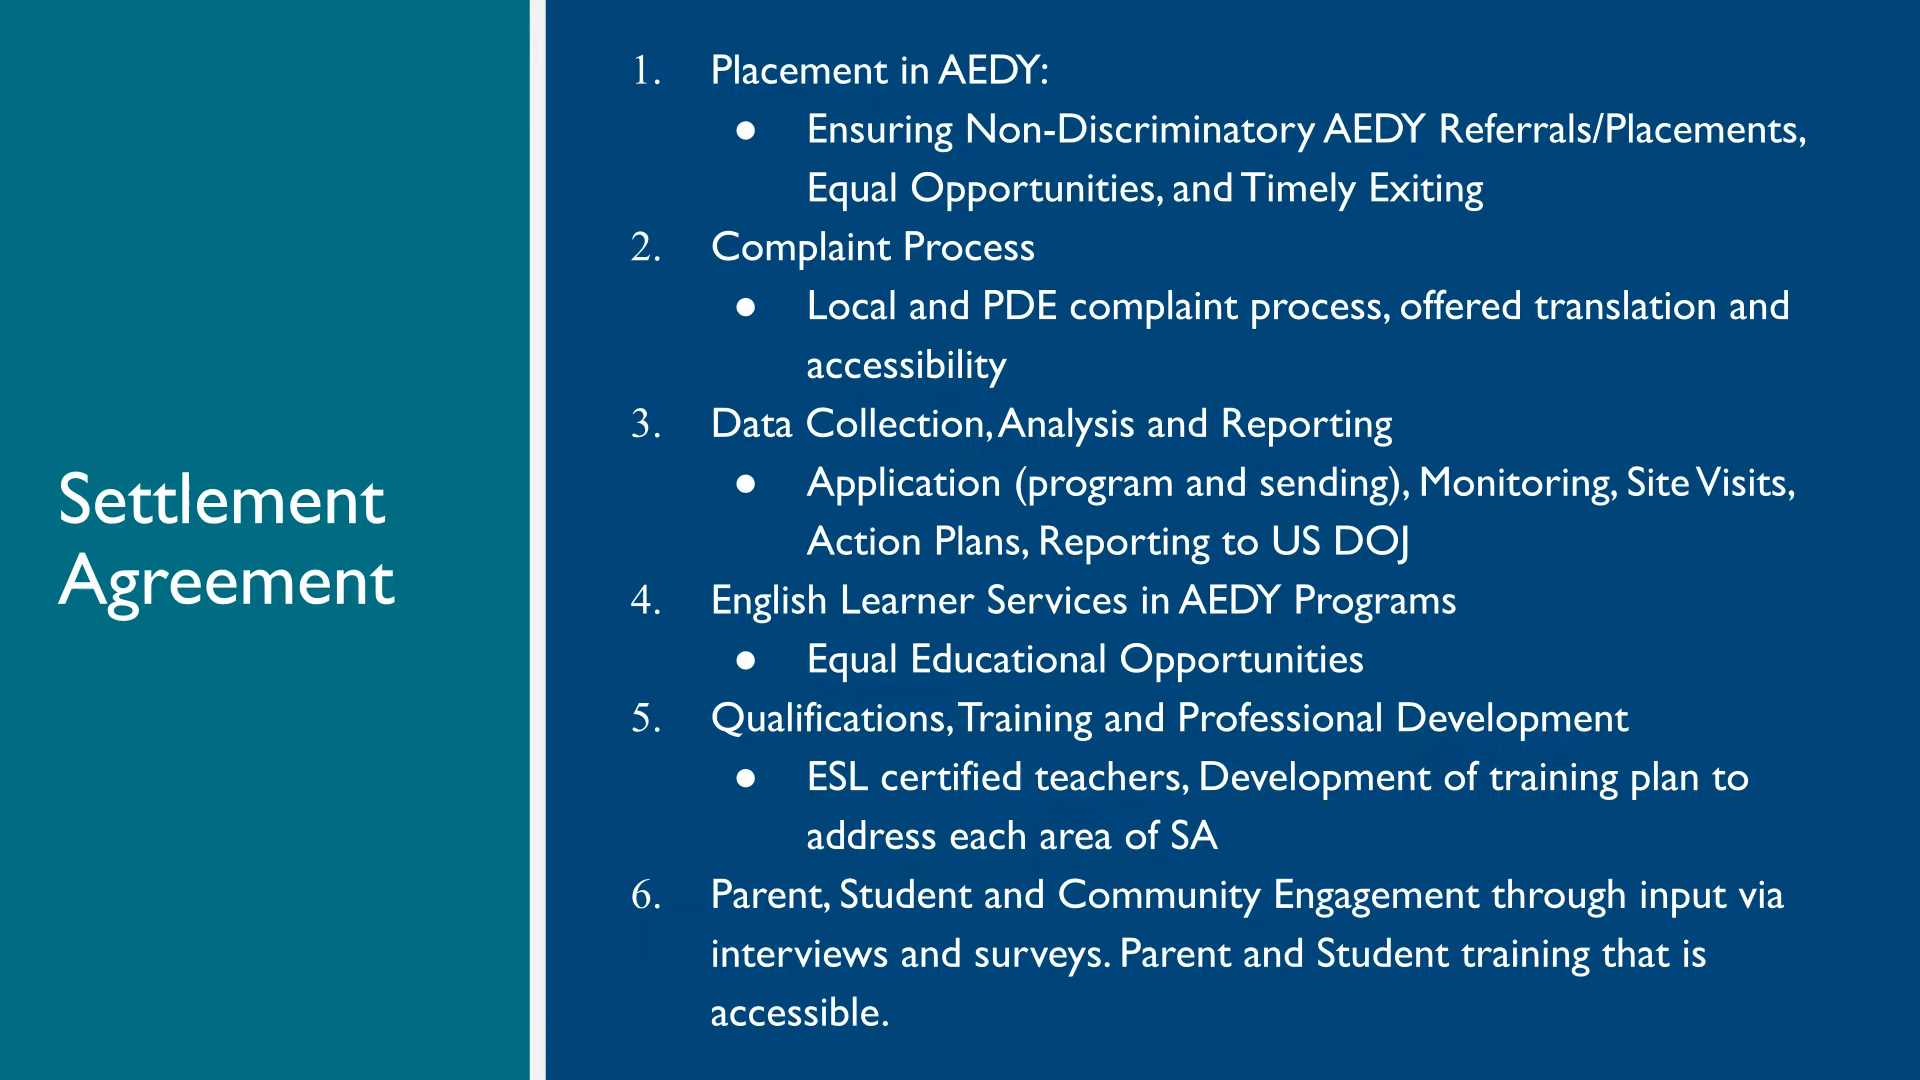 Settlement
Agreement
1. Placement in AEDY:
● Ensuring Non-Discriminatory AEDY Referrals/Placements,
Equal Opportunities, and Timely Exiting
2. Complaint Process
● Local and PDE complaint process, offered translation and
accessibility
3. Data Collection, Analysis and Reporting
● Application (program and sending), Monitoring, Site Visits,
Action Plans, Reporting to US DOJ
4. English Learner Services in AEDY Programs
● Equal Educational Opportunities
5. Qualifications, Training and Professional Development
● ESL certified teachers, Development of training plan to
address each area of SA
6. Parent, Student and Community Engagement through input via
interviews and surveys. Parent and Student training that is
accessible.